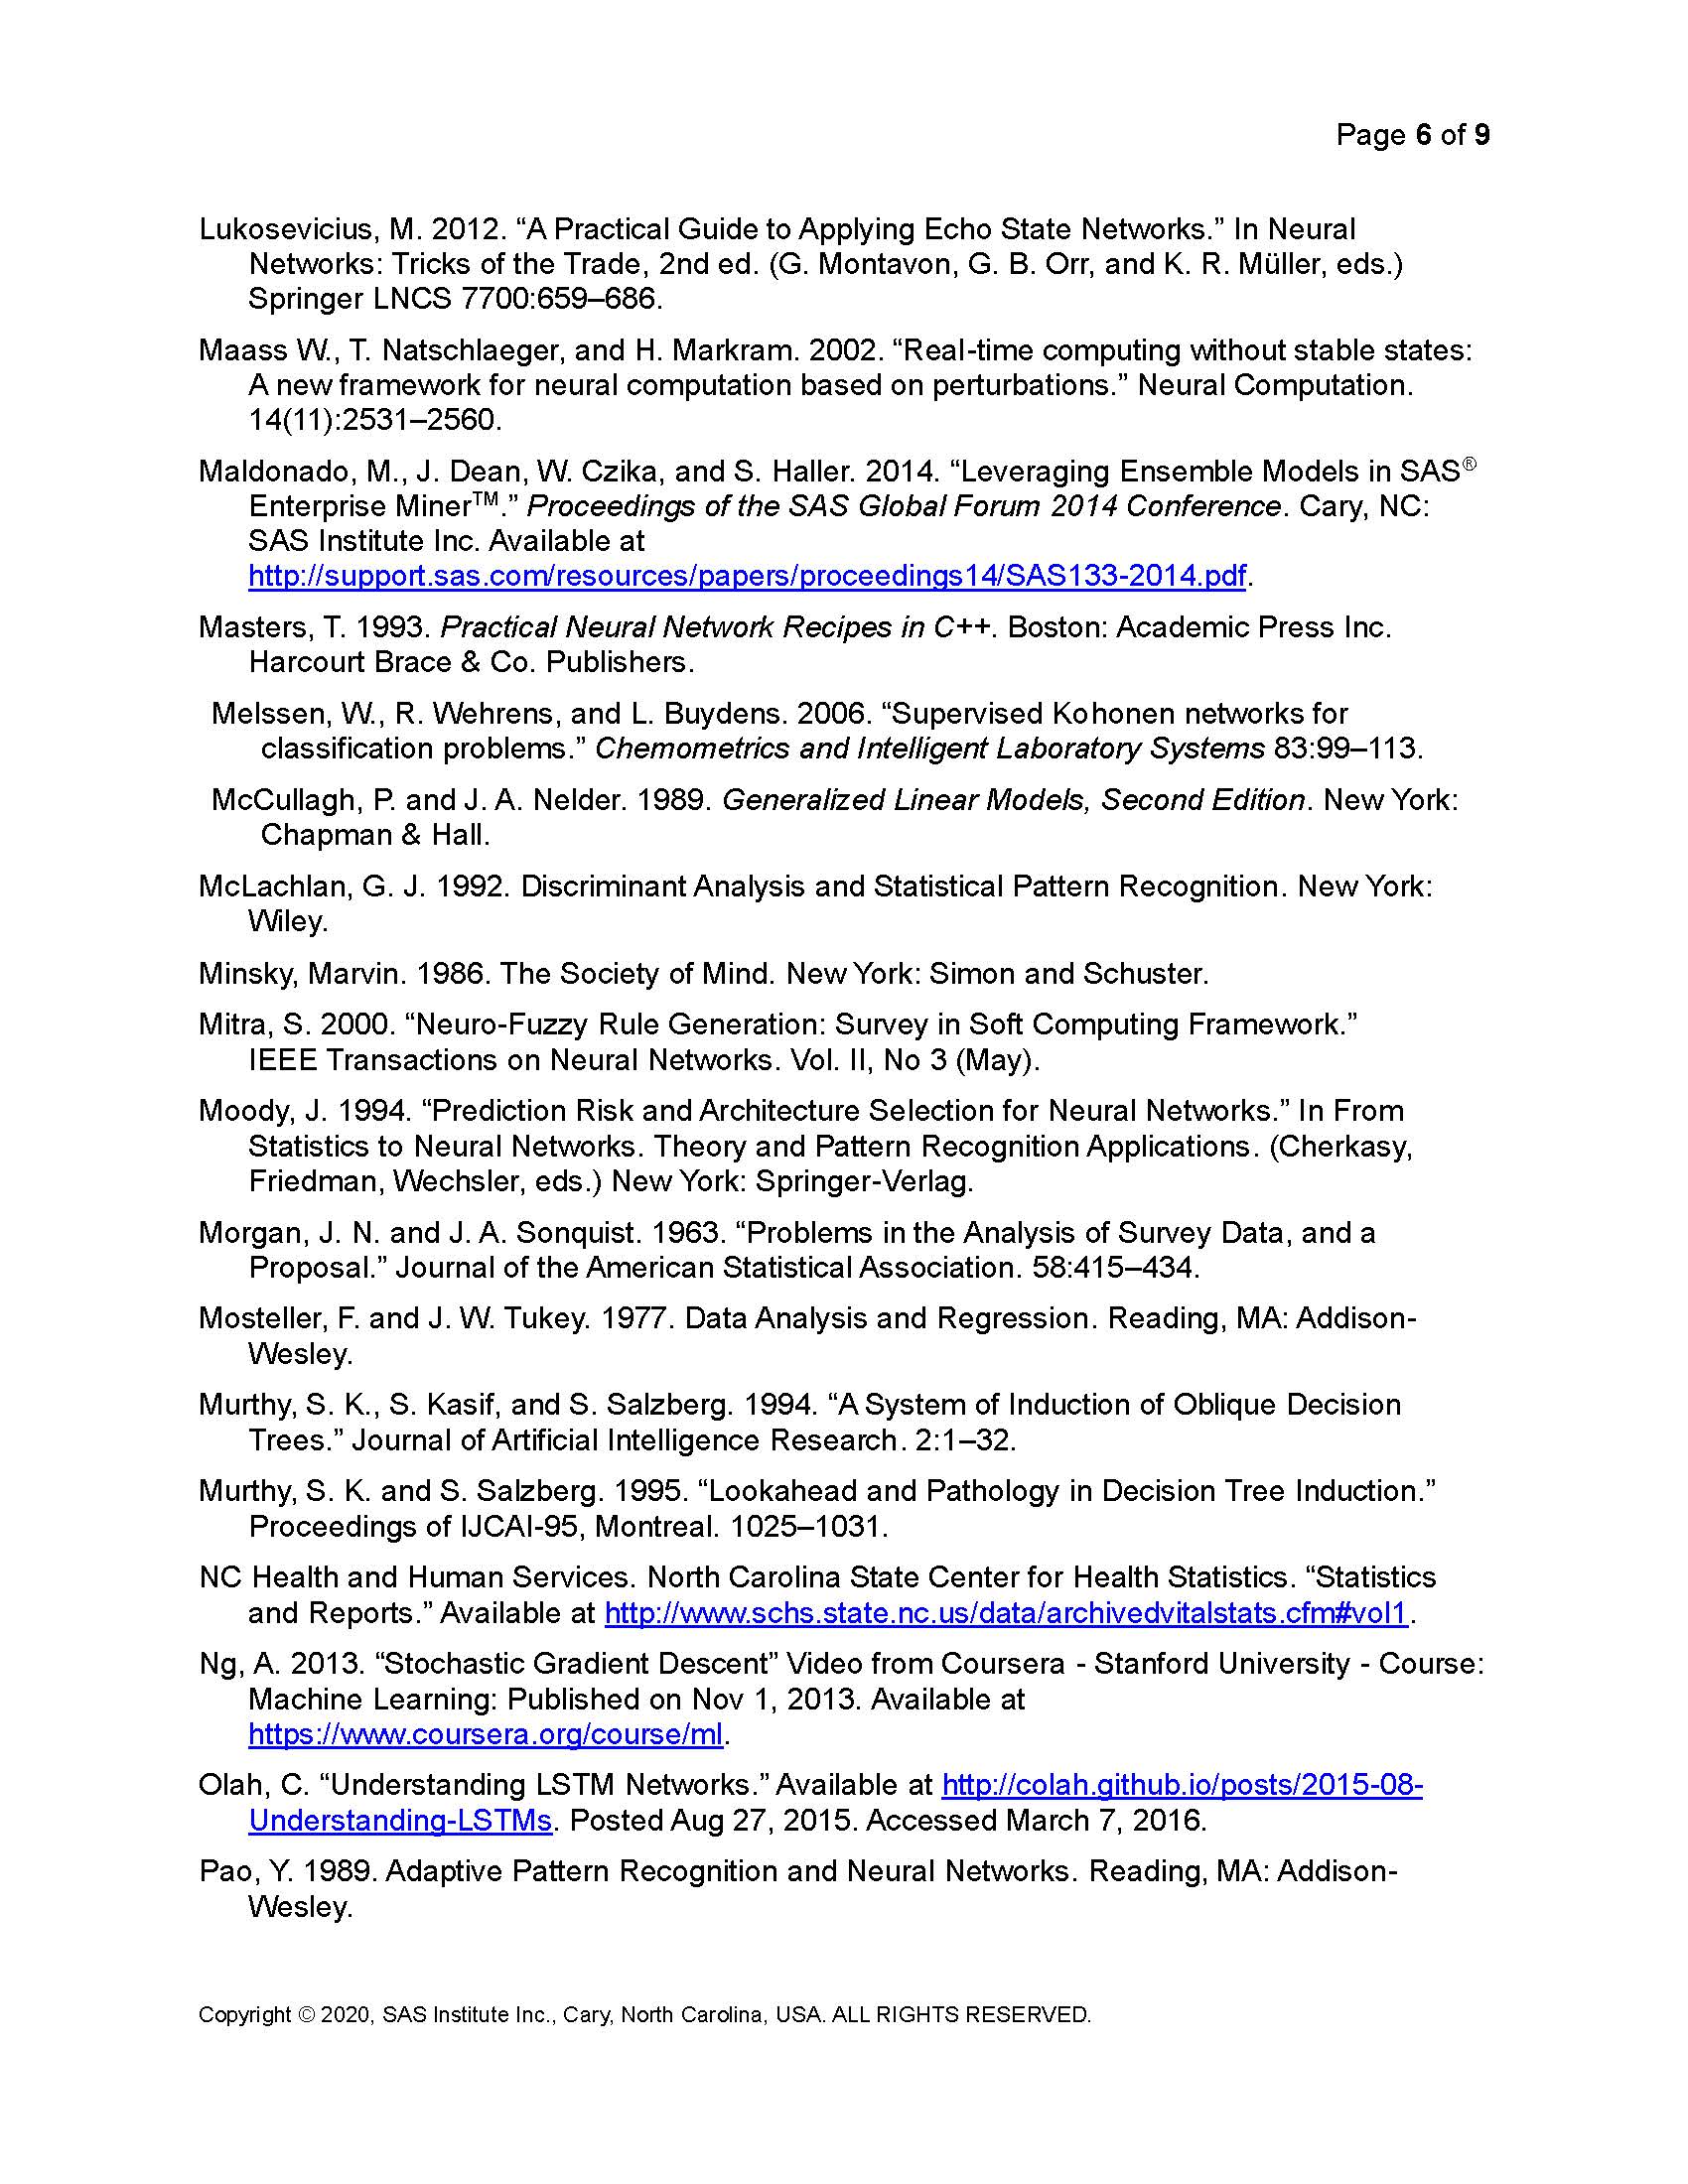 Page 6 of 9
Lukosevicius, M. 2012. “A Practical Guide to Applying Echo State Networks.” In Neural
Networks: Tricks of the Trade, 2nd ed. (G. Montavon, G. B. Orr, and K. R. Müller, eds.)
Springer LNCS 7700:659–686.
Maass W., T. Natschlaeger, and H. Markram. 2002. “Real-time computing without stable states:
A new framework for neural computation based on perturbations.” Neural Computation.
14(11):2531–2560.
Maldonado, M., J. Dean, W. Czika, and S. Haller. 2014. “Leveraging Ensemble Models in SAS®
Enterprise Miner™.” Proceedings of the SAS Global Forum 2014 Conference. Cary, NC:
SAS Institute Inc. Available at
http://support.sas.com/resources/papers/proceedings14/SAS133-2014.pdf.
Masters, T. 1993. Practical Neural Network Recipes in C++. Boston: Academic Press Inc.
Harcourt Brace & Co. Publishers.
Melssen, W., R. Wehrens, and L. Buydens. 2006. “Supervised Kohonen networks for
classification problems.” Chemometrics and Intelligent Laboratory Systems 83:99–113.
McCullagh, P. and J. A. Nelder. 1989. Generalized Linear Models, Second Edition. New York:
Chapman & Hall.
McLachlan, G. J. 1992. Discriminant Analysis and Statistical Pattern Recognition. New York:
Wiley.
Minsky, Marvin. 1986. The Society of Mind. New York: Simon and Schuster.
Mitra, S. 2000. “Neuro-Fuzzy Rule Generation: Survey in Soft Computing Framework.”
IEEE Transactions on Neural Networks. Vol. II, No 3 (May).
Moody, J. 1994. “Prediction Risk and Architecture Selection for Neural Networks.” In From
Statistics to Neural Networks. Theory and Pattern Recognition Applications. (Cherkasy,
Friedman, Wechsler, eds.) New York: Springer-Verlag.
Morgan, J. N. and J. A. Sonquist. 1963. “Problems in the Analysis of Survey Data, and a
Proposal.” Journal of the American Statistical Association. 58:415–434.
Mosteller, F. and J. W. Tukey. 1977. Data Analysis and Regression. Reading, MA: Addison-
Wesley.
Murthy, S. K., S. Kasif, and S. Salzberg. 1994. “A System of Induction of Oblique Decision
Trees.” Journal of Artificial Intelligence Research. 2:1–32.
Murthy, S. K. and S. Salzberg. 1995. “Lookahead and Pathology in Decision Tree Induction.”
Proceedings of IJCAI-95, Montreal. 1025–1031.
NC Health and Human Services. North Carolina State Center for Health Statistics. “Statistics
and Reports.” Available at http://www.schs.state.nc.us/data/archivedvitalstats.cfm#vol1.
Ng, A. 2013. “Stochastic Gradient Descent” Video from Coursera - Stanford University - Course:
Machine Learning: Published on Nov 1, 2013. Available at
https://www.coursera.org/course/ml.
Olah, C. “Understanding LSTM Networks.” Available at http://colah.github.io/posts/2015-08-
Understanding-LSTMs. Posted Aug 27, 2015. Accessed March 7, 2016.
Pao, Y. 1989. Adaptive Pattern Recognition and Neural Networks. Reading, MA: Addison-
Wesley.
Copyright © 2020, SAS Institute Inc., Cary, North Carolina, USA. ALL RIGHTS RESERVED.